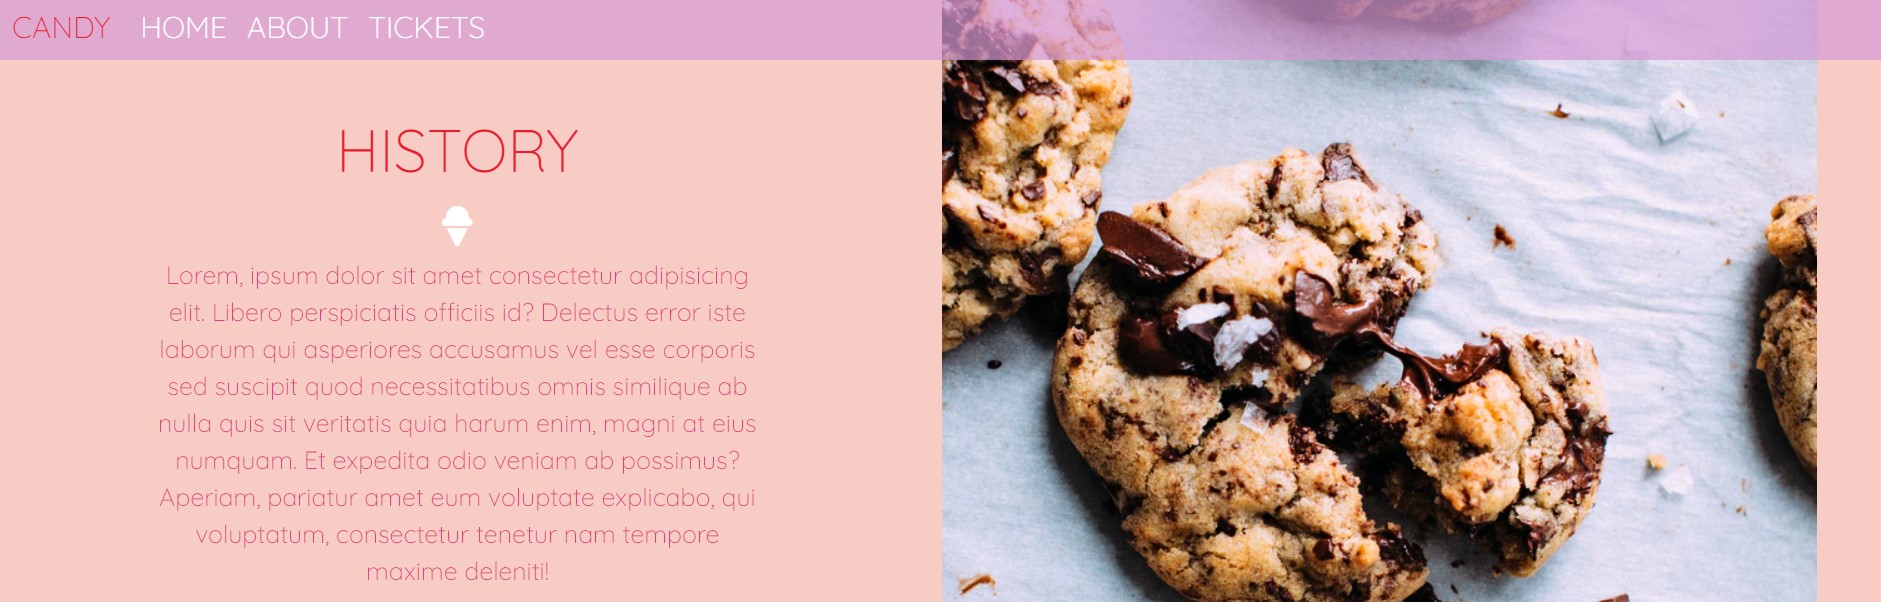 CANDY HOME ABOUT TICKETS
HISTORY
Lorem, ipsum dolor sit amet consectetur adipisicing
elit. Libero perspiciatis officiis id? Delectus error iste
laborum qui asperiores accusamus vel esse corporis
sed suscipit quod necessitatibus omnis similique ab
nulla quis sit veritatis quia harum enim, magni at eius
numquam. Et expedita odio veniam ab possimus?
Aperiam, pariatur amet eum voluptate explicabo, qui
voluptatum, consectetur tenetur nam tempore
maxime deleniti!